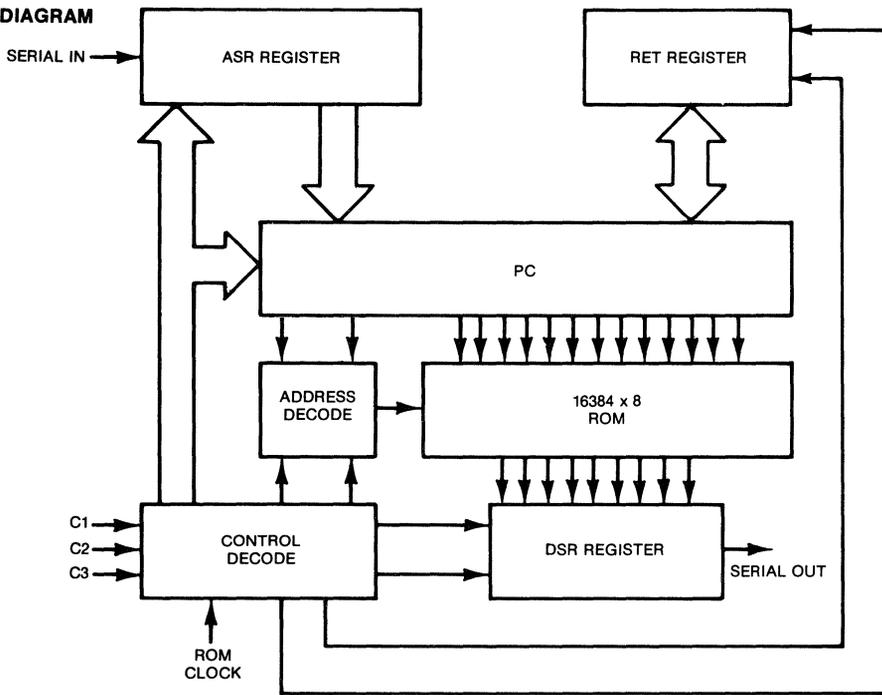 DIAGRAM
SERIAL IN
ASR REGISTER
RET REGISTER
PC
ADDRESS
DECODE
16384 x 8
ROM
C1
C2
C3
CONTROL
DECODE
DSR REGISTER
SERIAL OUT
ROM
CLOCK